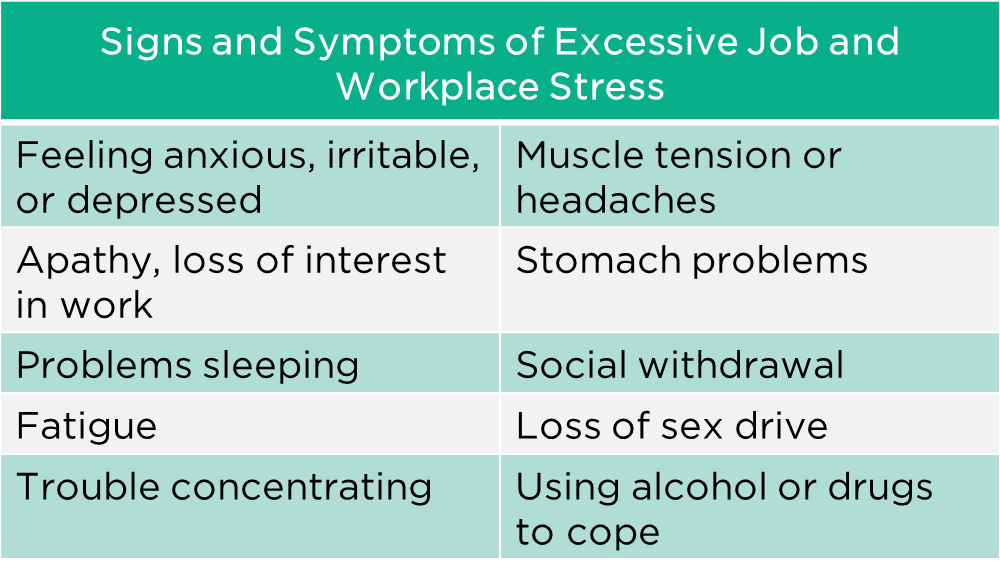 Signs and Symptoms of Excessive Job and
Workplace Stress
Feeling anxious, irritable,
or depressed
Muscle tension or
headaches
Apathy, loss of interest
in work
Stomach problems
Problems sleeping
Social withdrawal
Fatigue
Loss of sex drive
Trouble concentrating
Using alcohol or drugs
to cope